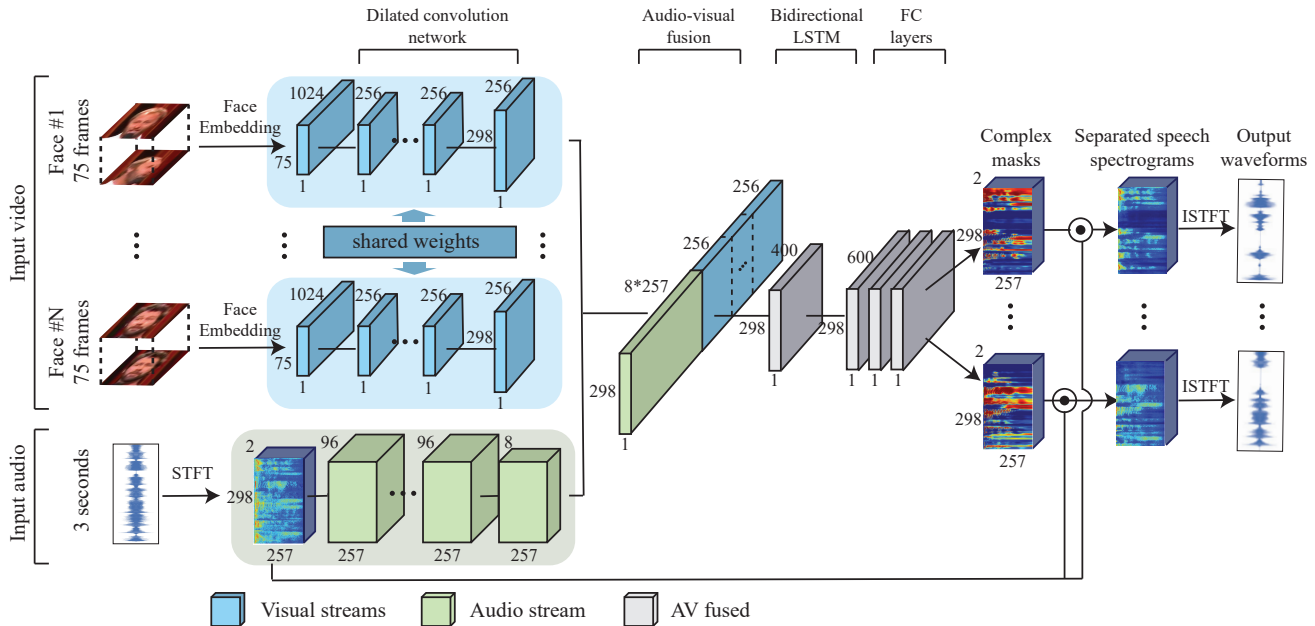 Dilated convolution
network
Audio-visual
fusion
Bidirectional
LSTM
FC
layers
Input video
Face #1
75 frames
Face
Embedding
1024
256
256
256
75
298
1
1
1
1
shared weights
Face #N
75 frames
Face
Embedding
1024
256
256
256
75
298
1
1
1
1
Input audio
3 seconds
STFT
2
96
96
8
298
257
257
257
257
256
256
8*257
298
1
400
298
1
600
298
1
1
1
Complex
masks
Separated speech
spectrograms
Output
waveforms
2
298
257
ISTFT
2
298
257
ISTFT
Visual streams
Audio stream
AV fused